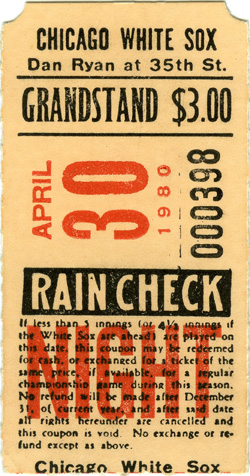 CHICAGO WHITE SOX
Dan Ryan at 35th St.
GRANDSTAND $3.00
APRIL
30
1980
000398
RAIN CHECK
If less than 5 innings (or 4½ innings if
the White Sox are ahead) are played on
this date, this coupon may be redeemed
for cash, or exchanged for a ticket of the
same price, if available, for a regular
championship game during this season.
No refund will be made after December
31, of current year, and after said date
all rights hereunder are cancelled and
this coupon is void. No exchange or re-
fund except as above.
NIGHT
Chicago White Sox